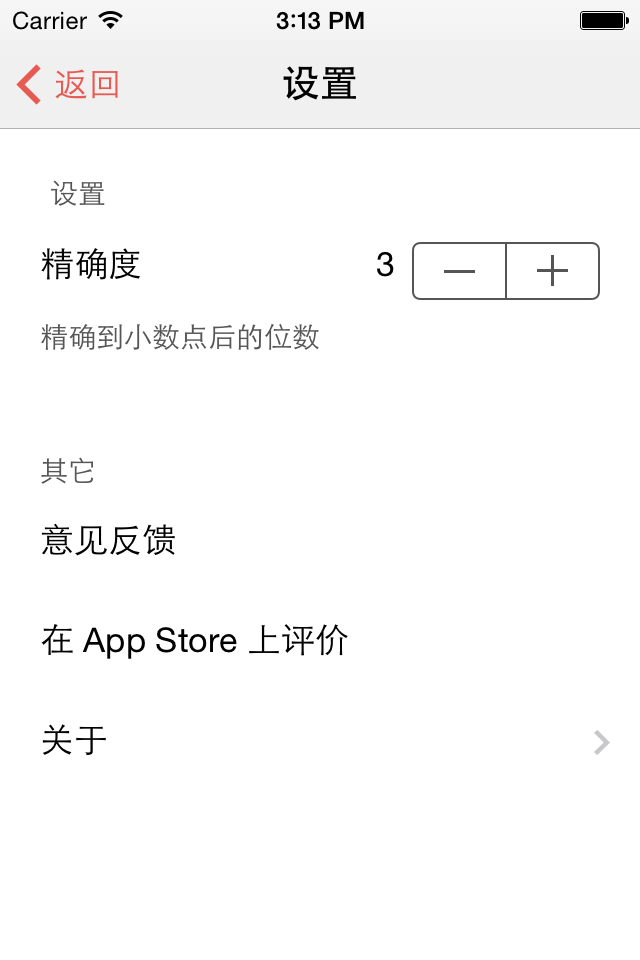 Carrier 3:13 PM
返回 设置
设置
精确度 3
精确到小数点后的位数
其它
意见反馈
在 App Store 上评价
关于